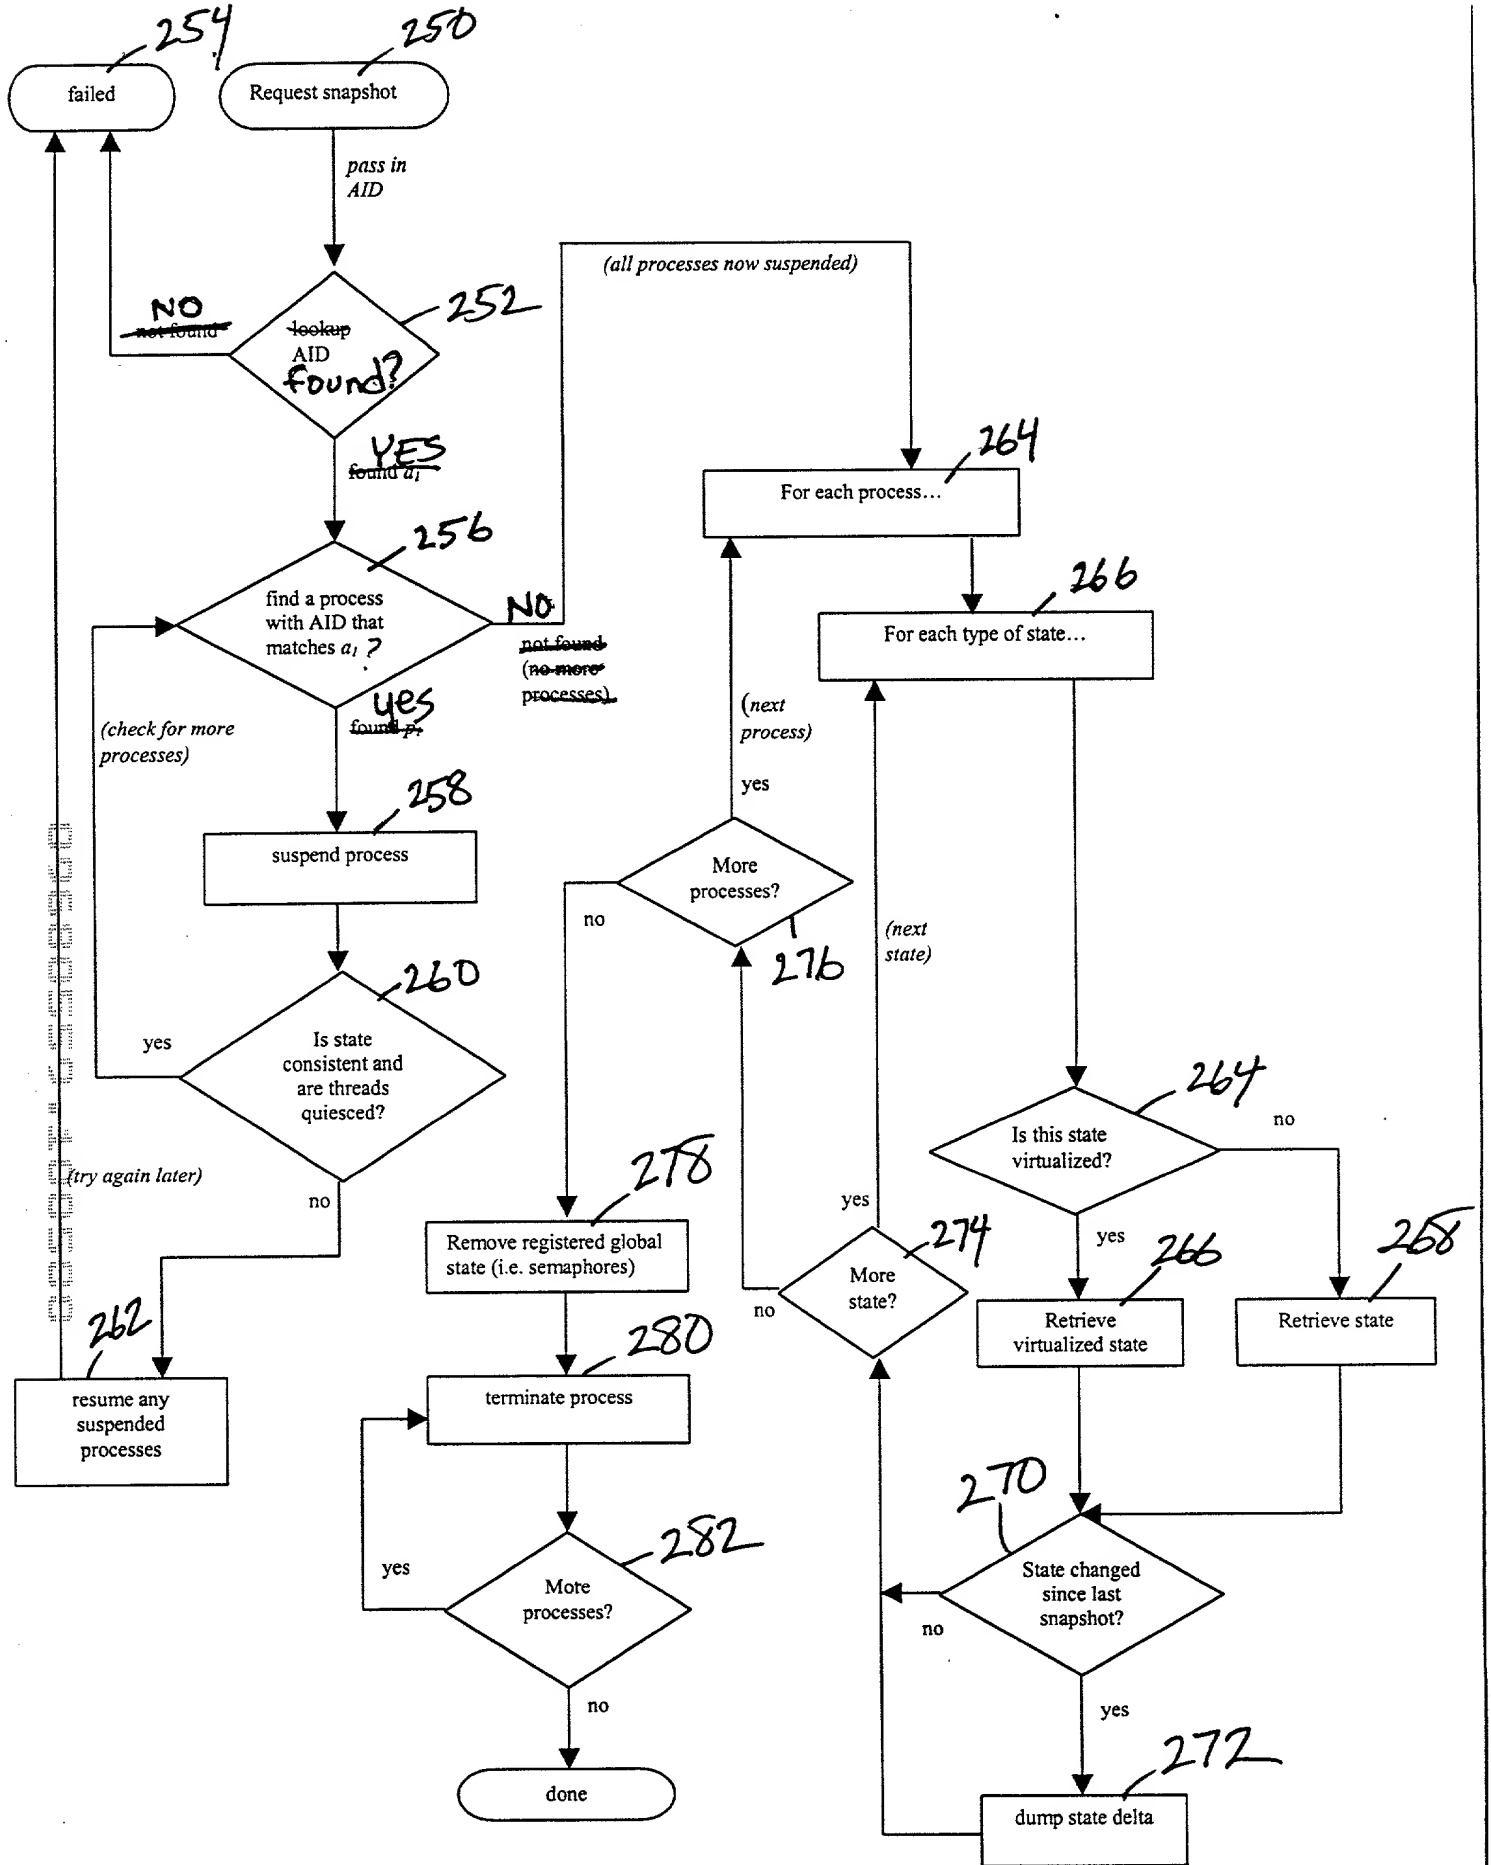 254
250
failed
Request snapshot
pass in
AID
(all processes now suspended)
NO
not found
lookup
AID
found?
252
YES
found a₁
264
For each process...
256
find a process
with AID that
matches a₁?
NO
not found
(no more
processes)
266
For each type of state...
yes
found p₁
(check for more
processes)
(next
process)
yes
258
suspend process
More
processes?
no
276
(next
state)
260
Is state
consistent and
are threads
quiesced?
yes
no
(try again later)
264
Is this state
virtualized?
no
yes
278
Remove registered global
state (i.e. semaphores)
yes
274
More
state?
no
266
Retrieve
virtualized state
268
Retrieve state
262
resume any
suspended
processes
280
terminate process
270
State changed
since last
snapshot?
no
yes
282
More
processes?
yes
no
done
272
dump state delta